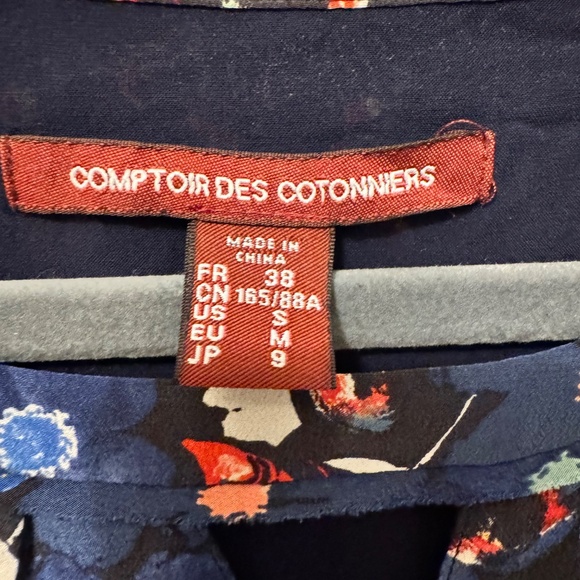 COMPTOIR DES COTONNIERS
MADE IN
CHINA
FR 38
CN 165/88A
US S
EU M
JP 9